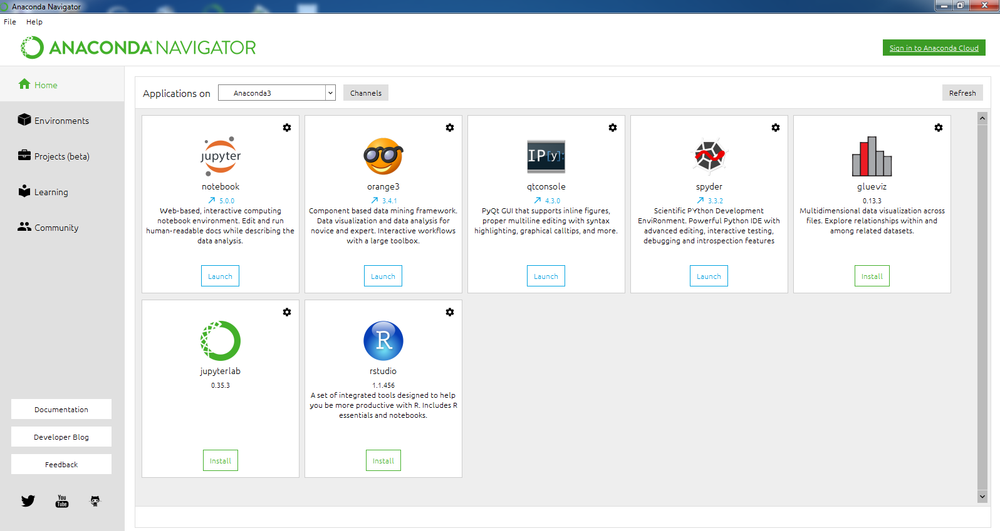 Anaconda Navigator
File Help
ANACONDA NAVIGATOR
Sign in to Anaconda Cloud
Home
Environments
Projects (beta)
Learning
Community
Documentation
Developer Blog
Feedback
You
Tube
Applications on Anaconda3 Channels Refresh
jupyter
notebook
5.0.0
Web-based, interactive computing
notebook environment. Edit and run
human-readable docs while describing the
data analysis.
Launch
orange3
3.4.1
Component based data mining framework.
Data visualization and data analysis for
novice and expert. Interactive workflows
with a large toolbox.
Launch
IP[y]:
qtconsole
4.3.0
PyQt GUI that supports inline figures,
proper multiline editing with syntax
highlighting, graphical calltips, and more.
Launch
spyder
3.3.2
Scientific PYthon Development
EnviRonment. Powerful Python IDE with
advanced editing, interactive testing,
debugging and introspection features
Launch
glueviz
0.13.3
Multidimensional data visualization across
files. Explore relationships within and
among related datasets.
Install
jupyterlab
0.35.3
Install
R
rstudio
1.1.456
A set of integrated tools designed to help
you be more productive with R. Includes R
essentials and notebooks.
Install